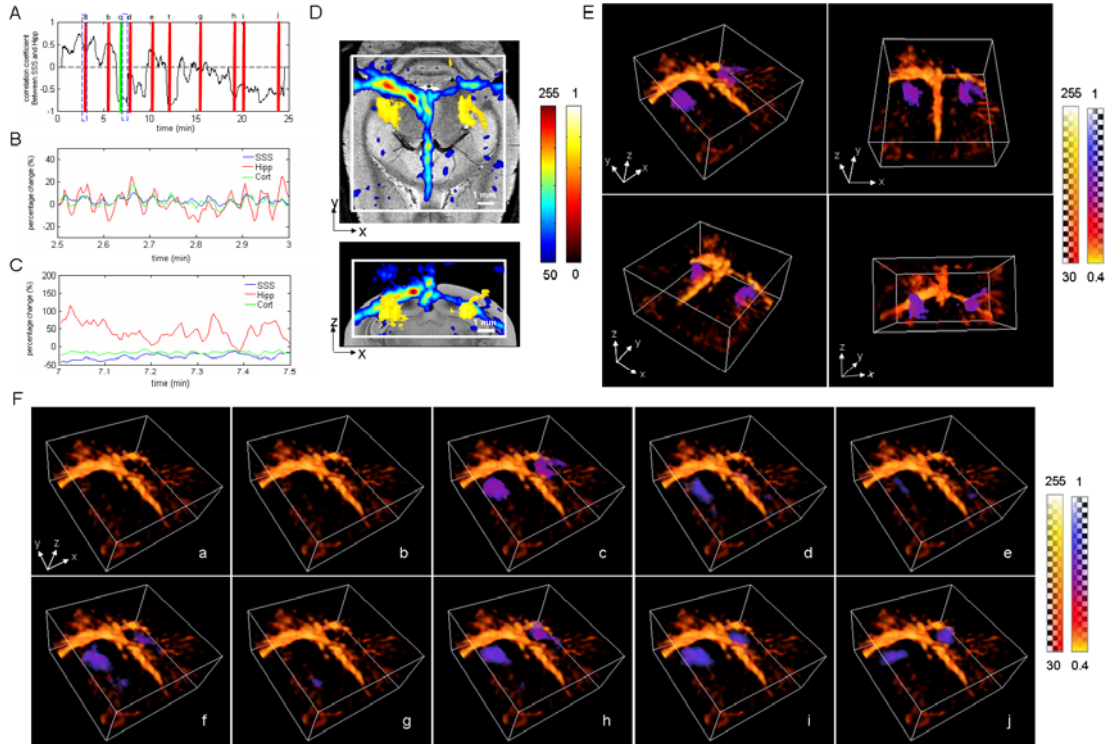 A
a b c d e f g h i j
correlation coefficient
Between SSS and Hipp
1
0.5
0
-0.5
-1
0 5 10 15 20 25
time (min)
B
percentage change (%)
40
20
0
-20
SSS
Hipp
Cort
2.5 2.6 2.7 2.8 2.9 3
time (min)
C
percentage change (%)
200
150
100
50
0
-50
SSS
Hipp
Cort
7 7.1 7.2 7.3 7.4 7.5
time (min)
D
1 mm
y
x
1 mm
z
x
255 1
50 0
E
y z x
z y x
z y x
z y x
255 1
30 0.4
F
y z x
a b c d e
f g h i j
255 1
30 0.4